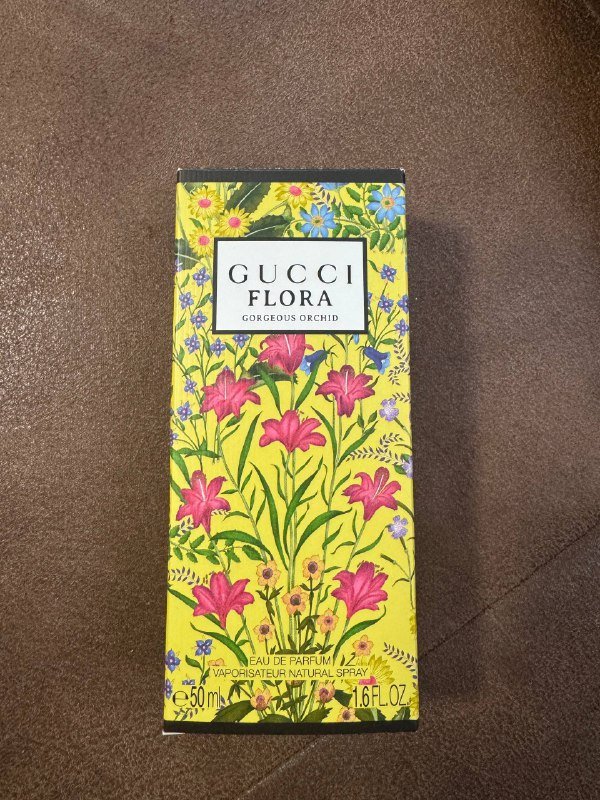 GUCCI
FLORA
GORGEOUS ORCHID
EAU DE PARFUM
VAPORISATEUR NATURAL SPRAY
℮50 ml 1.6 FL.OZ.